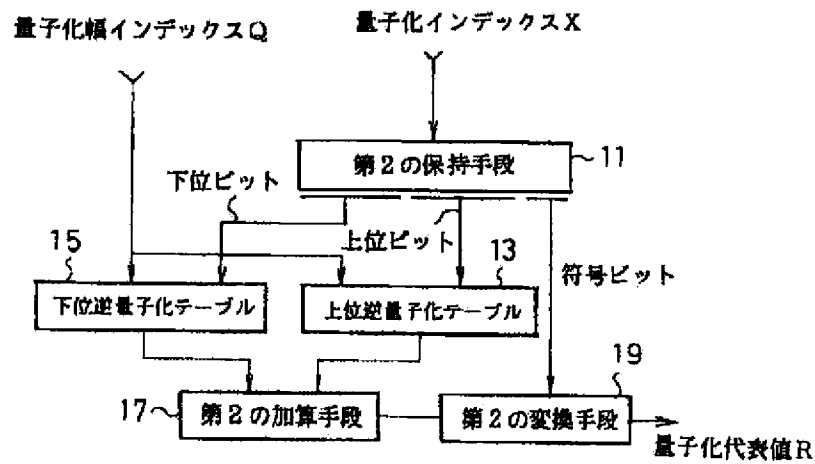 量子化幅インデックスQ
量子化インデックスX
第2の保持手段
11
下位ビット
上位ビット
15
13
符号ビット
下位逆量子化テーブル
上位逆量子化テーブル
19
17
第2の加算手段
第2の変換手段
量子化代表値R